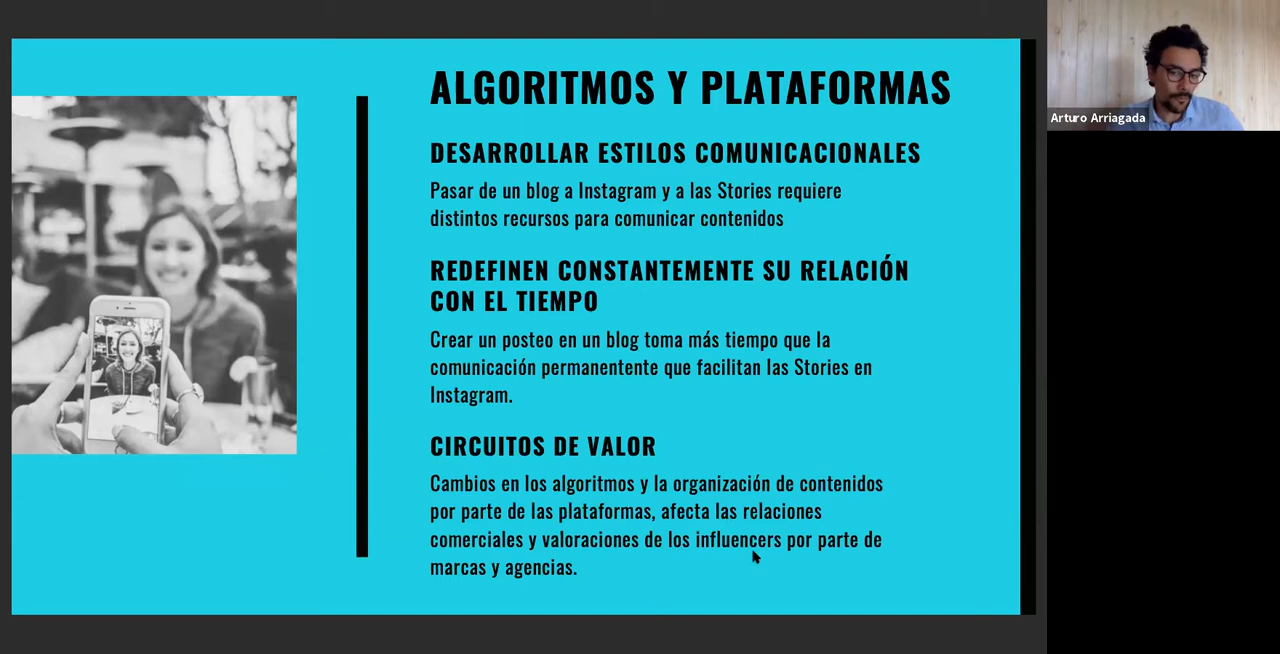 ALGORITMOS Y PLATAFORMAS
DESARROLLAR ESTILOS COMUNICACIONALES
Pasar de un blog a Instagram y a las Stories requiere
distintos recursos para comunicar contenidos
REDEFINEN CONSTANTEMENTE SU RELACIÓN
CON EL TIEMPO
Crear un posteo en un blog toma más tiempo que la
comunicación permanentente que facilitan las Stories en
Instagram.
CIRCUITOS DE VALOR
Cambios en los algoritmos y la organización de contenidos
por parte de las plataformas, afecta las relaciones
comerciales y valoraciones de los influencers por parte de
marcas y agencias.
Arturo Arriagada